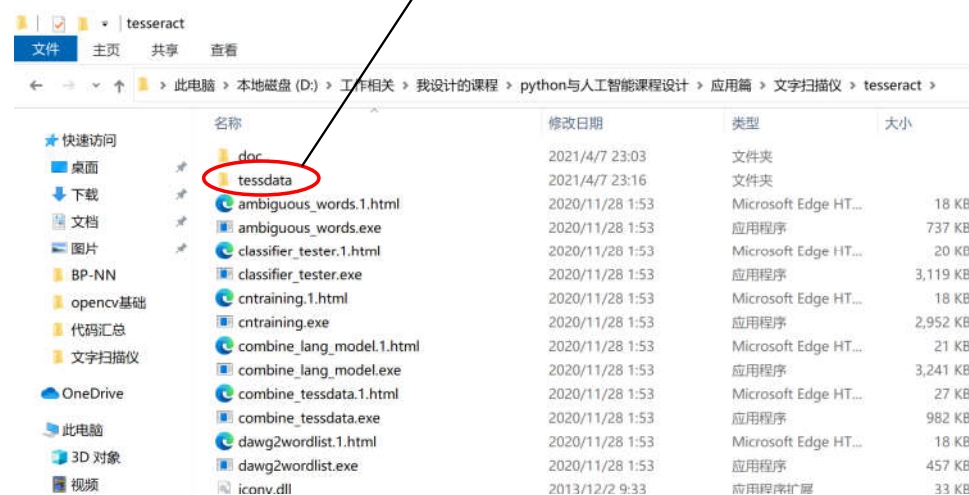 tesseract
文件 主页 共享 查看
此电脑 › 本地磁盘 (D:) › 工作相关 › 我设计的课程 › python与人工智能课程设计 › 应用篇 › 文字扫描仪 › tesseract ›
名称 修改日期 类型 大小
快速访问
桌面
下载
文档
图片
BP-NN
opencv基础
代码汇总
文字扫描仪
OneDrive
此电脑
3D 对象
视频
doc 2021/4/7 23:03 文件夹
tessdata 2021/4/7 23:16 文件夹
ambiguous_words.1.html 2020/11/28 1:53 Microsoft Edge HT... 18 KB
ambiguous_words.exe 2020/11/28 1:53 应用程序 737 KB
classifier_tester.1.html 2020/11/28 1:53 Microsoft Edge HT... 20 KB
classifier_tester.exe 2020/11/28 1:53 应用程序 3,119 KB
cntraining.1.html 2020/11/28 1:53 Microsoft Edge HT... 18 KB
cntraining.exe 2020/11/28 1:53 应用程序 2,952 KB
combine_lang_model.1.html 2020/11/28 1:53 Microsoft Edge HT... 21 KB
combine_lang_model.exe 2020/11/28 1:53 应用程序 3,241 KB
combine_tessdata.1.html 2020/11/28 1:53 Microsoft Edge HT... 27 KB
combine_tessdata.exe 2020/11/28 1:53 应用程序 982 KB
dawg2wordlist.1.html 2020/11/28 1:53 Microsoft Edge HT... 18 KB
dawg2wordlist.exe 2020/11/28 1:53 应用程序 457 KB
iconv.dll 2013/12/2 9:33 应用程序扩展 33 KB